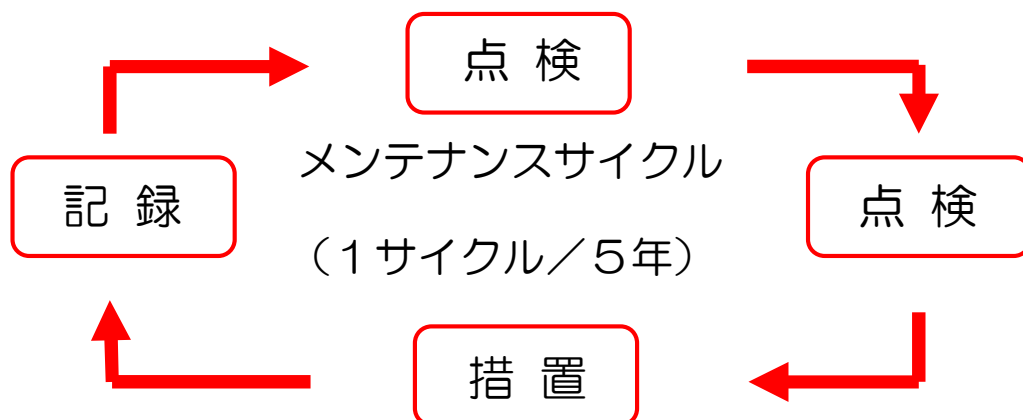 点 検
メンテナンスサイクル
記 録
点 検
（１サイクル／５年）
措 置